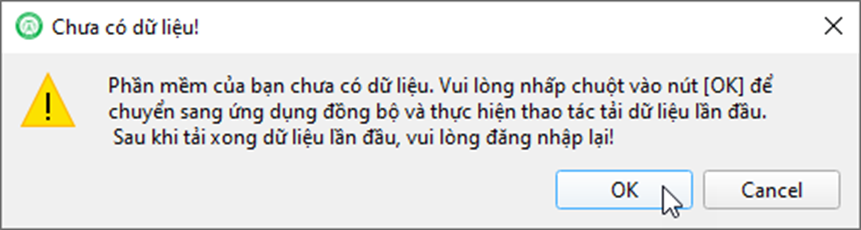 Chưa có dữ liệu!
Phần mềm của bạn chưa có dữ liệu. Vui lòng nhấp chuột vào nút [OK] để
chuyển sang ứng dụng đồng bộ và thực hiện thao tác tải dữ liệu lần đầu.
Sau khi tải xong dữ liệu lần đầu, vui lòng đăng nhập lại!
OK
Cancel